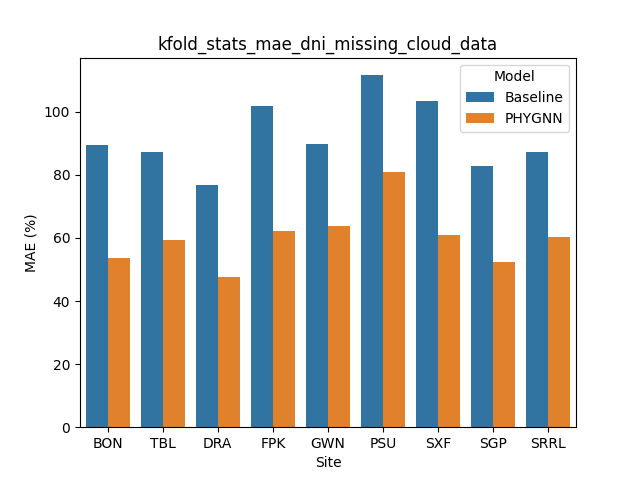 kfold_stats_mae_dni_missing_cloud_data
Model
Baseline
PHYGNN
MAE (%)
100
80
60
40
20
0
BON TBL DRA FPK GWN PSU SXF SGP SRRL
Site